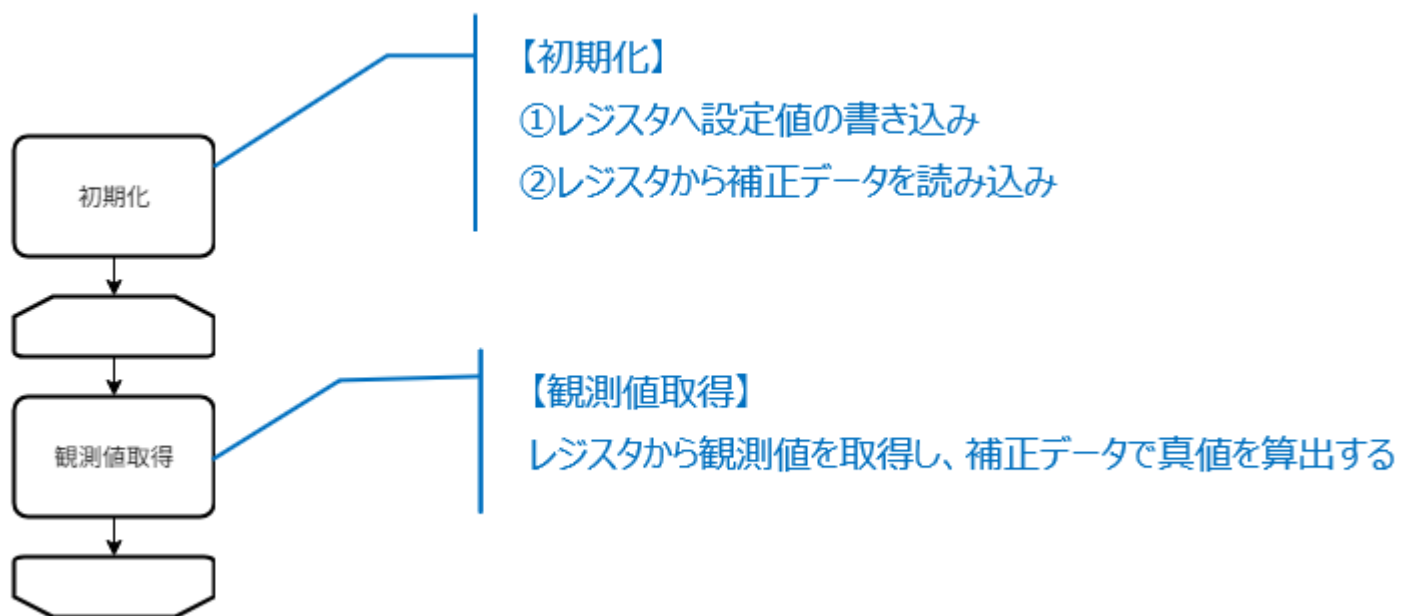 【初期化】
①レジスタへ設定値の書き込み
②レジスタから補正データを読み込み
初期化
【観測値取得】
レジスタから観測値を取得し、補正データで真値を算出する
観測値取得